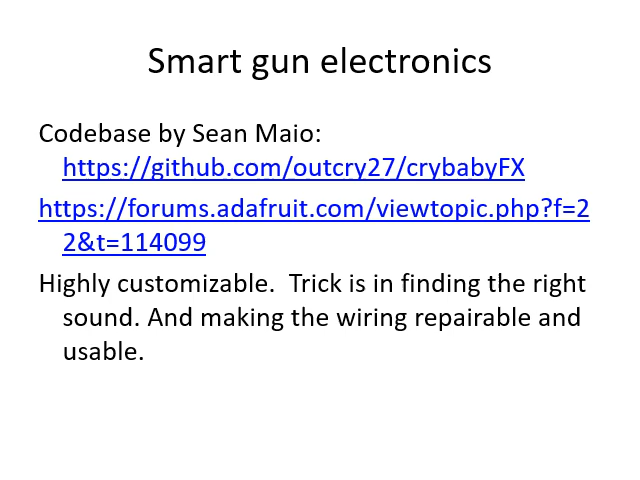 Smart gun electronics
Codebase by Sean Maio:
https://github.com/outcry27/crybabyFX
https://forums.adafruit.com/viewtopic.php?f=2
2&t=114099
Highly customizable.  Trick is in finding the right
sound. And making the wiring repairable and
usable.